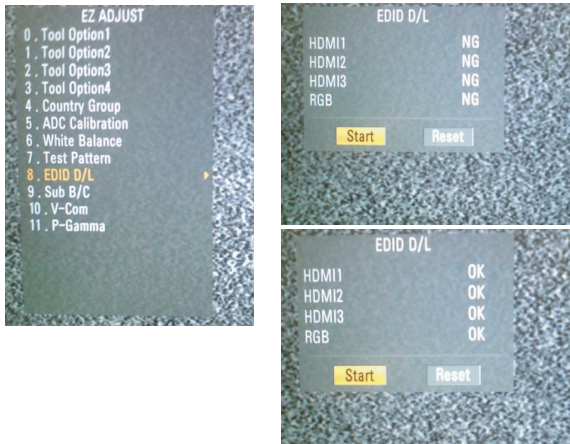 EZ ADJUST
0 . Tool Option1
1 . Tool Option2
2 . Tool Option3
3 . Tool Option4
4 . Country Group
5 . ADC Calibration
6 . White Balance
7 . Test Pattern
8 . EDID D/L
9 . Sub B/C
10 . V-Com
11 . P-Gamma
EDID D/L
HDMI1 NG
HDMI2 NG
HDMI3 NG
RGB NG
Start Reset
EDID D/L
HDMI1 OK
HDMI2 OK
HDMI3 OK
RGB OK
Start Reset